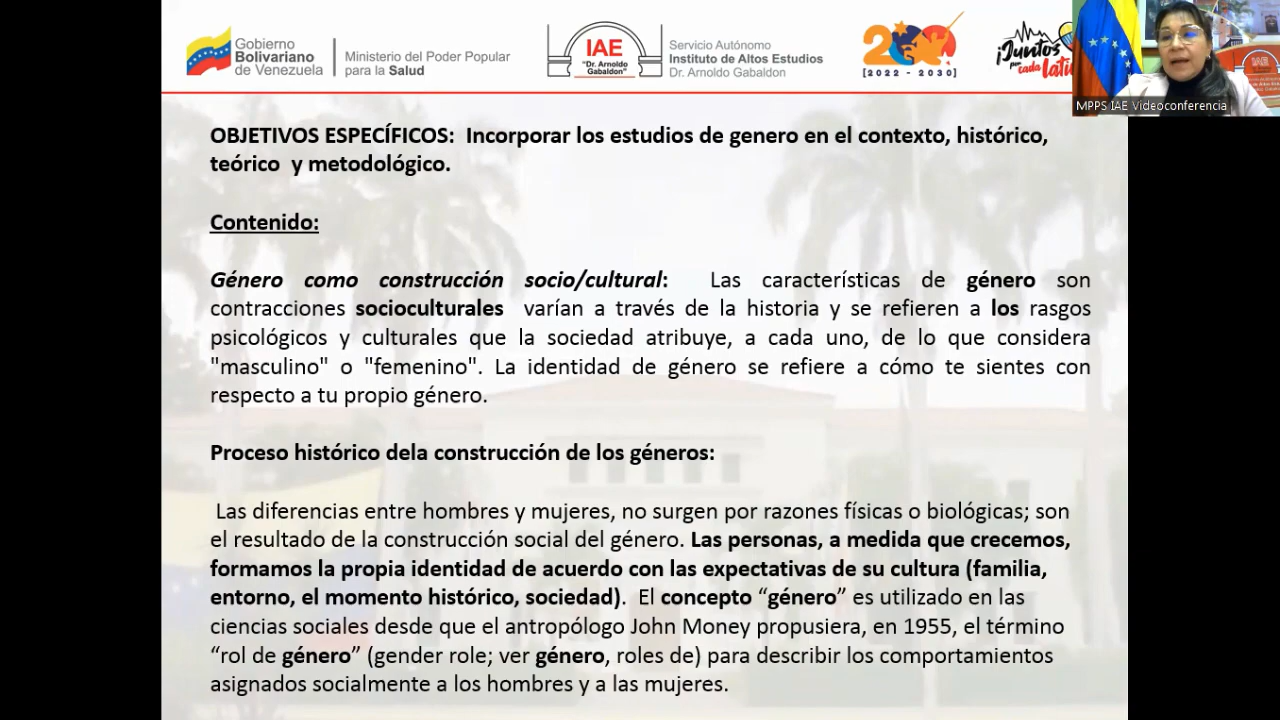 Gobierno
Bolivariano
de Venezuela
Ministerio del Poder Popular
para la Salud
IAE
"Dr. Arnoldo
Gabaldon"
Servicio Autónomo
Instituto de Altos Estudios
Dr. Arnoldo Gabaldon
200
[2022 - 2030]
¡Juntos
por cada lati
IAE
MPPS IAE Videoconferencia
OBJETIVOS ESPECÍFICOS: Incorporar los estudios de genero en el contexto, histórico,
teórico y metodológico.
Contenido:
Género como construcción socio/cultural: Las características de género son
contracciones socioculturales varían a través de la historia y se refieren a los rasgos
psicológicos y culturales que la sociedad atribuye, a cada uno, de lo que considera
"masculino" o "femenino". La identidad de género se refiere a cómo te sientes con
respecto a tu propio género.
Proceso histórico dela construcción de los géneros:
Las diferencias entre hombres y mujeres, no surgen por razones físicas o biológicas; son
el resultado de la construcción social del género. Las personas, a medida que crecemos,
formamos la propia identidad de acuerdo con las expectativas de su cultura (familia,
entorno, el momento histórico, sociedad). El concepto “género” es utilizado en las
ciencias sociales desde que el antropólogo John Money propusiera, en 1955, el término
“rol de género” (gender role; ver género, roles de) para describir los comportamientos
asignados socialmente a los hombres y a las mujeres.